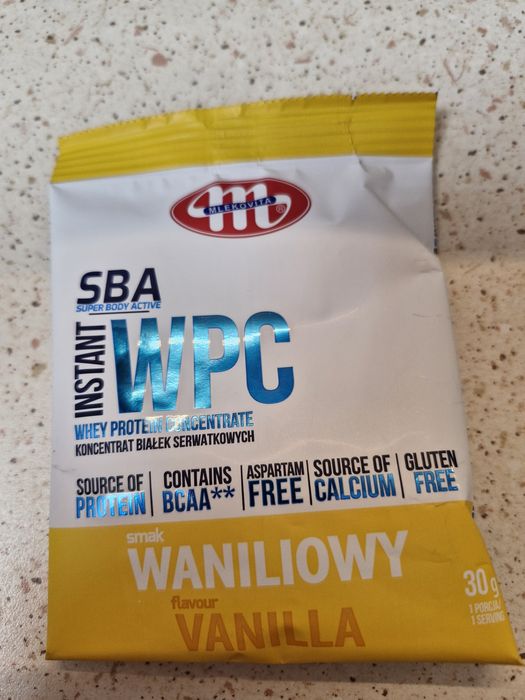 m
MLEKOVITA
®
SBA
SUPER BODY ACTIVE
INSTANT
WPC
WHEY PROTEIN CONCENTRATE
KONCENTRAT BIAŁEK SERWATKOWYCH
SOURCE OF
PROTEIN
CONTAINS
BCAA**
ASPARTAM
FREE
SOURCE OF
CALCIUM
GLUTEN
FREE
smak
WANILIOWY
flavour
VANILLA
30 g
1 PORCJA/
1 SERVING